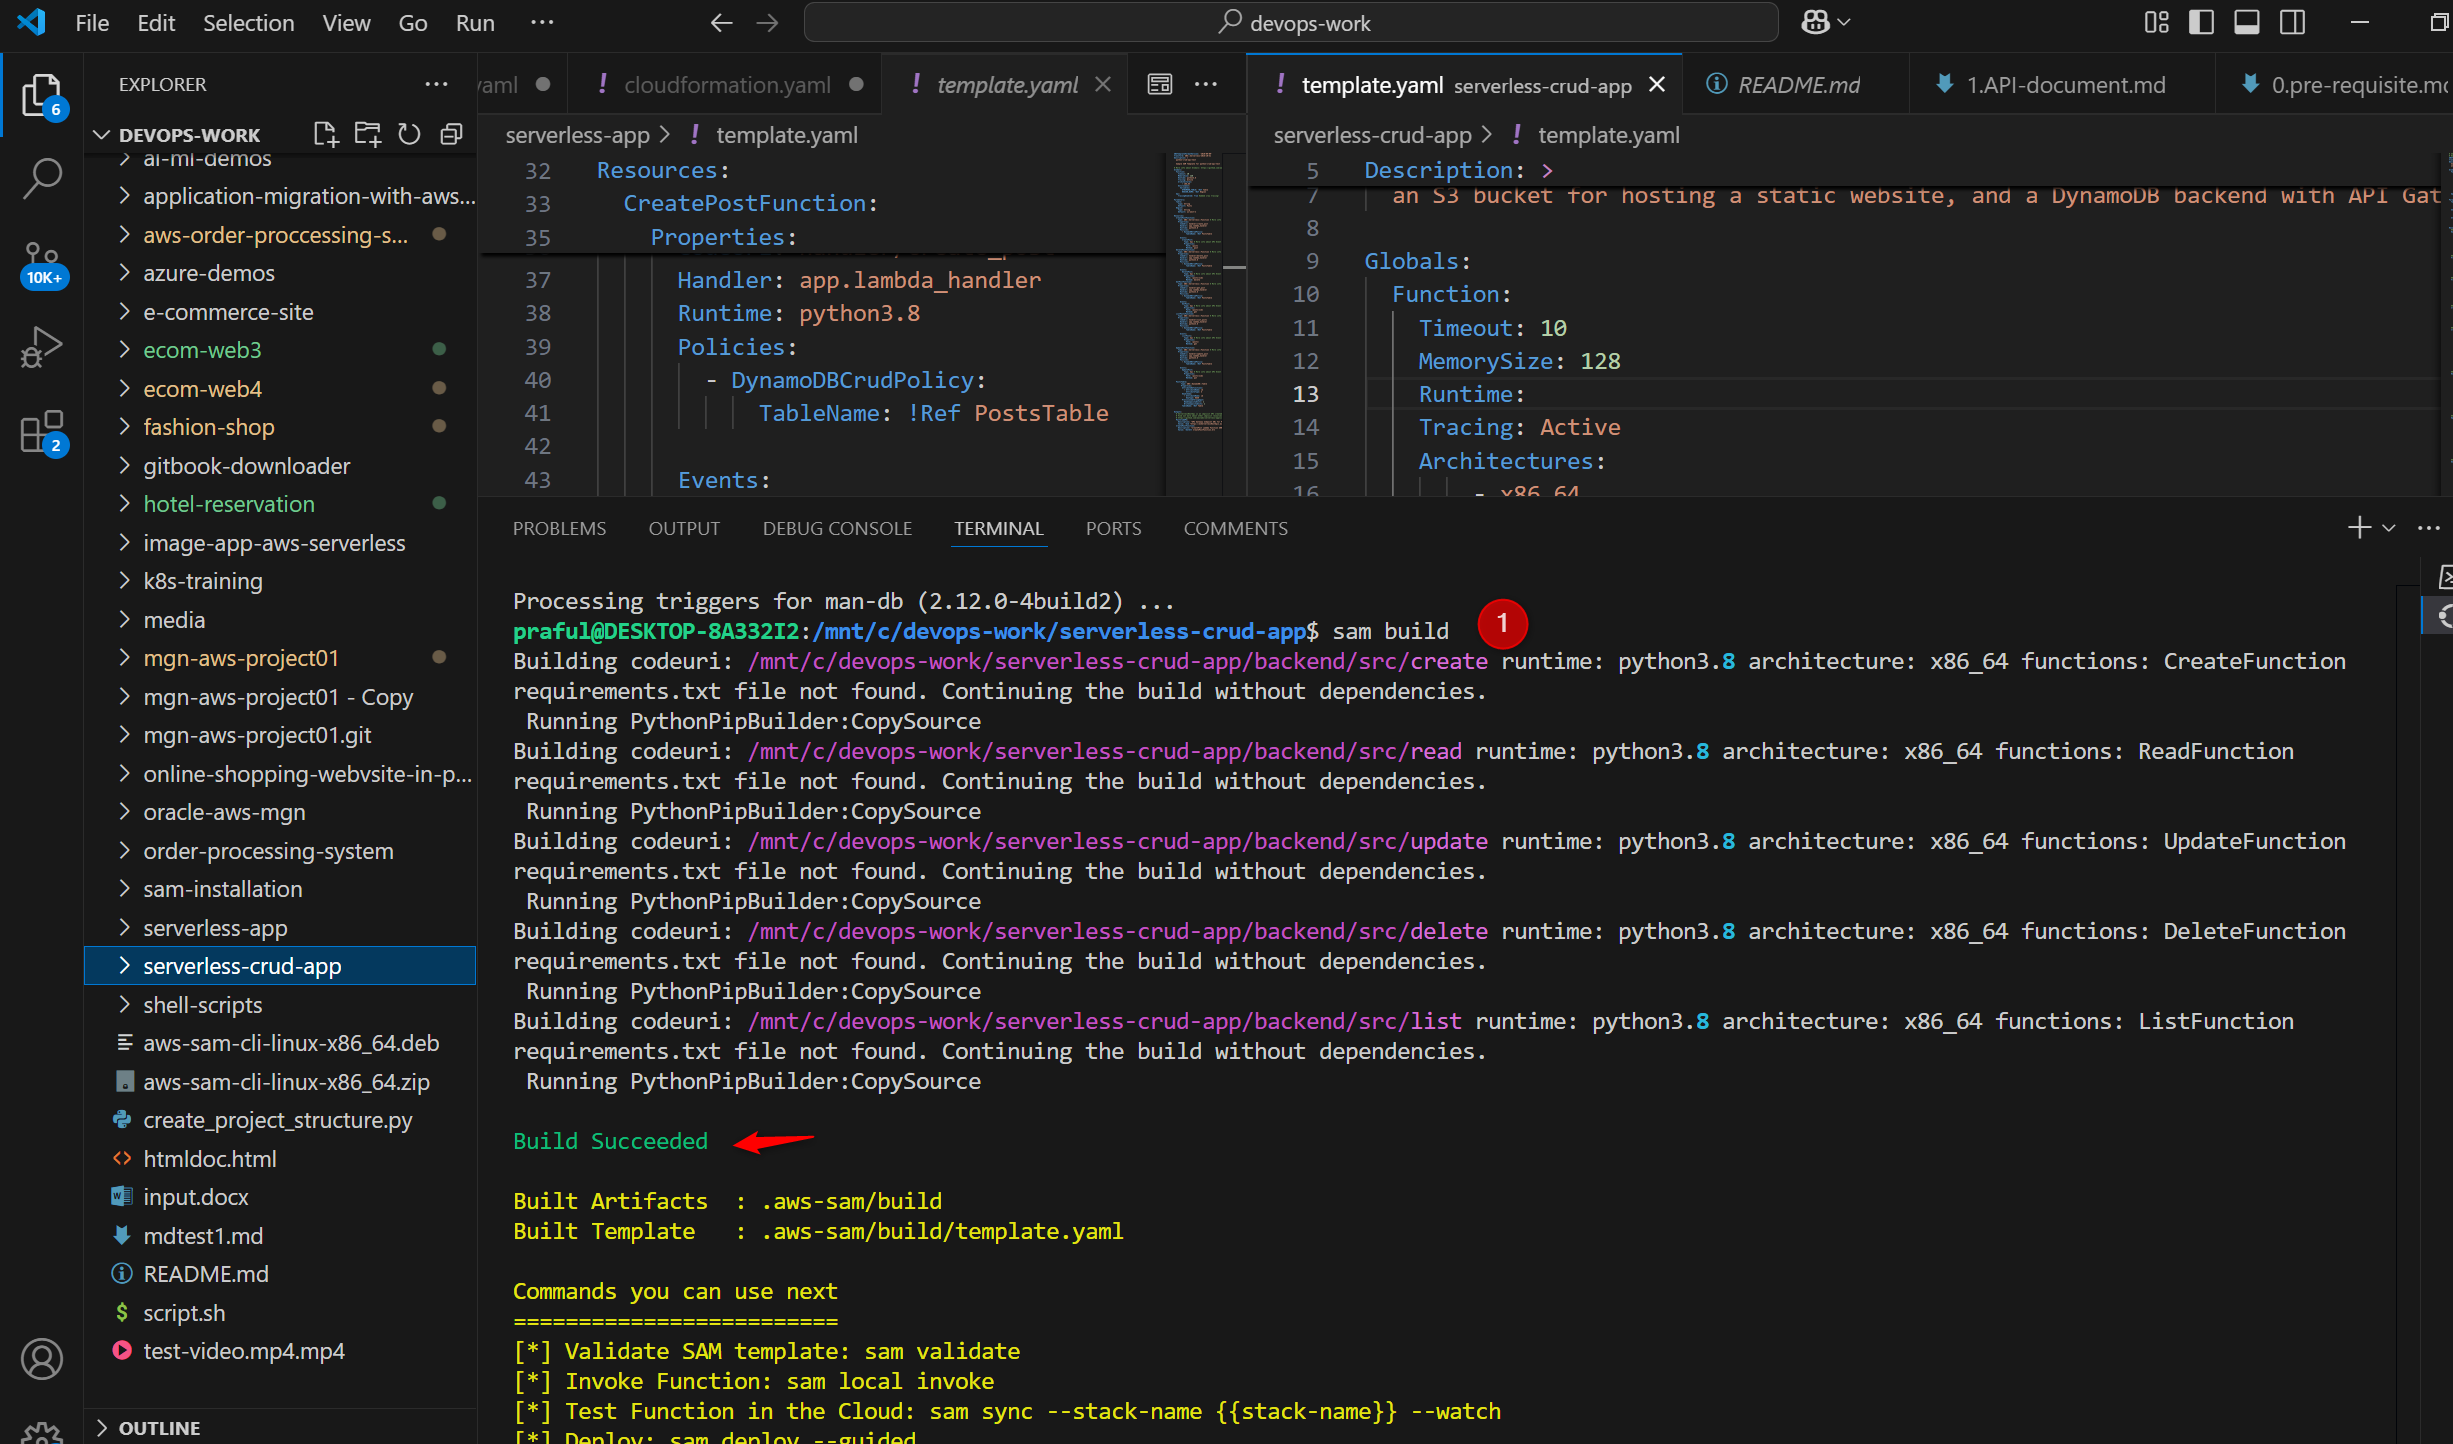 File Edit Selection View Go Run ...
devops-work
EXPLORER
DEVOPS-WORK
ai-ml-demos
application-migration-with-aws...
aws-order-proccessing-s...
azure-demos
e-commerce-site
ecom-web3
ecom-web4
fashion-shop
gitbook-downloader
hotel-reservation
image-app-aws-serverless
k8s-training
media
mgn-aws-project01
mgn-aws-project01 - Copy
mgn-aws-project01.git
online-shopping-webvsite-in-p...
oracle-aws-mgn
order-processing-system
sam-installation
serverless-app
serverless-crud-app
shell-scripts
aws-sam-cli-linux-x86_64.deb
aws-sam-cli-linux-x86_64.zip
create_project_structure.py
htmldoc.html
input.docx
mdtest1.md
README.md
script.sh
test-video.mp4.mp4
OUTLINE
6
10K+
2
yaml
! cloudformation.yaml
! template.yaml
serverless-app > ! template.yaml
32 Resources:
33 CreatePostFunction:
35 Properties:
37 Handler: app.lambda_handler
38 Runtime: python3.8
39 Policies:
40 - DynamoDBCrudPolicy:
41 TableName: !Ref PostsTable
42
43 Events:
! template.yaml serverless-crud-app
README.md
1.API-document.md
0.pre-requisite.md
serverless-crud-app > ! template.yaml
5 Description: >
7 an S3 bucket for hosting a static website, and a DynamoDB backend with API Gat
8
9 Globals:
10 Function:
11 Timeout: 10
12 MemorySize: 128
13 Runtime:
14 Tracing: Active
15 Architectures:
16 - x86_64
PROBLEMS OUTPUT DEBUG CONSOLE TERMINAL PORTS COMMENTS
Processing triggers for man-db (2.12.0-4build2) ...
praful@DESKTOP-8A332I2:/mnt/c/devops-work/serverless-crud-app$ sam build
1
Building codeuri: /mnt/c/devops-work/serverless-crud-app/backend/src/create runtime: python3.8 architecture: x86_64 functions: CreateFunction
requirements.txt file not found. Continuing the build without dependencies.
Running PythonPipBuilder:CopySource
Building codeuri: /mnt/c/devops-work/serverless-crud-app/backend/src/read runtime: python3.8 architecture: x86_64 functions: ReadFunction
requirements.txt file not found. Continuing the build without dependencies.
Running PythonPipBuilder:CopySource
Building codeuri: /mnt/c/devops-work/serverless-crud-app/backend/src/update runtime: python3.8 architecture: x86_64 functions: UpdateFunction
requirements.txt file not found. Continuing the build without dependencies.
Running PythonPipBuilder:CopySource
Building codeuri: /mnt/c/devops-work/serverless-crud-app/backend/src/delete runtime: python3.8 architecture: x86_64 functions: DeleteFunction
requirements.txt file not found. Continuing the build without dependencies.
Running PythonPipBuilder:CopySource
Building codeuri: /mnt/c/devops-work/serverless-crud-app/backend/src/list runtime: python3.8 architecture: x86_64 functions: ListFunction
requirements.txt file not found. Continuing the build without dependencies.
Running PythonPipBuilder:CopySource
Build Succeeded
Built Artifacts : .aws-sam/build
Built Template : .aws-sam/build/template.yaml
Commands you can use next
=========================
[*] Validate SAM template: sam validate
[*] Invoke Function: sam local invoke
[*] Test Function in the Cloud: sam sync --stack-name {{stack-name}} --watch
[*] Deploy: sam deploy --guided